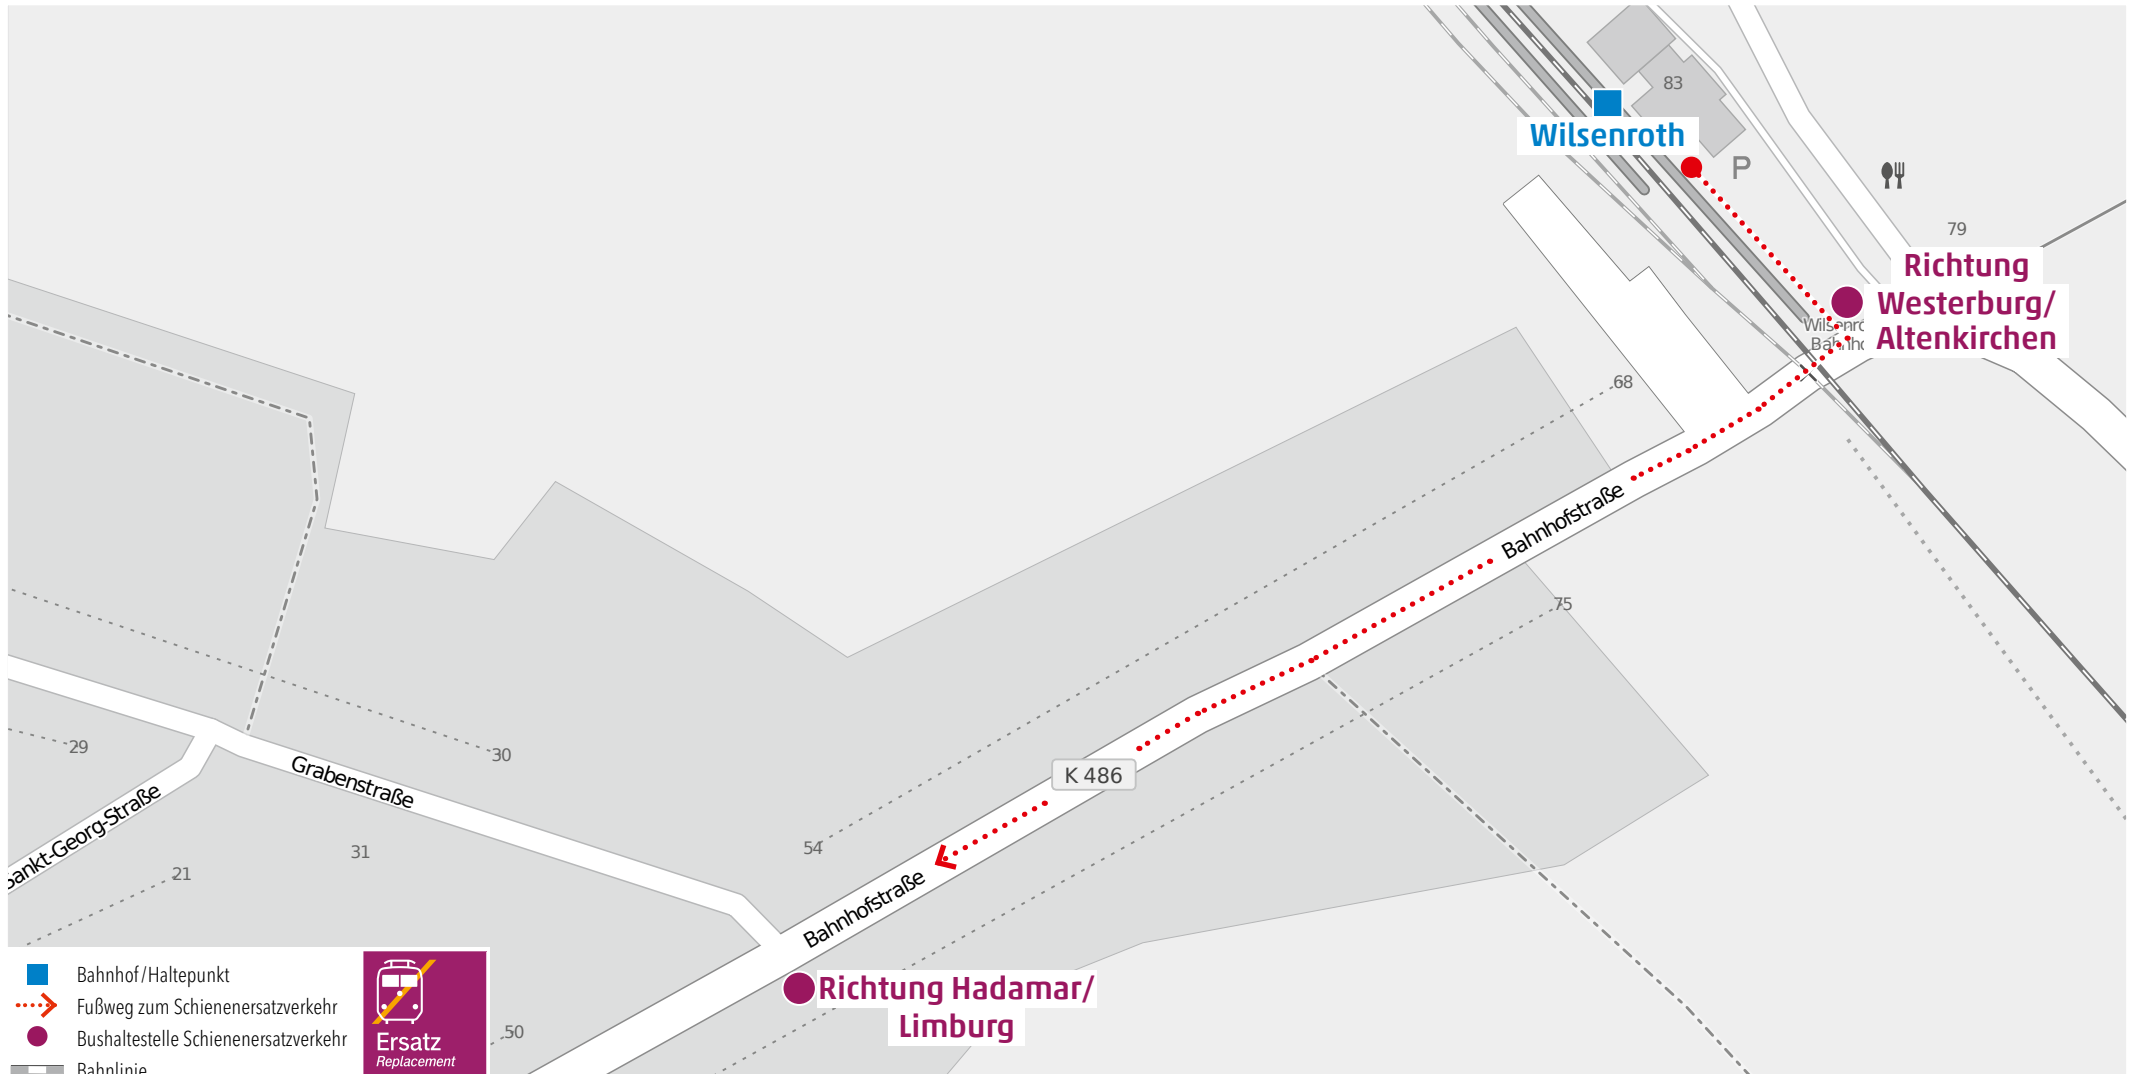 83
Wilsenroth
P
79
Richtung
Westerburg/
Altenkirchen
68
Bahnhofstraße
75
K 486
30
29
Grabenstraße
Sankt-Georg-Straße
31
21
54
Bahnhofstraße
Richtung Hadamar/
Limburg
50
Bahnhof/Haltepunkt
Fußweg zum Schienenersatzverkehr
Bushaltestelle Schienenersatzverkehr
Bahnlinie
Ersatz
Replacement